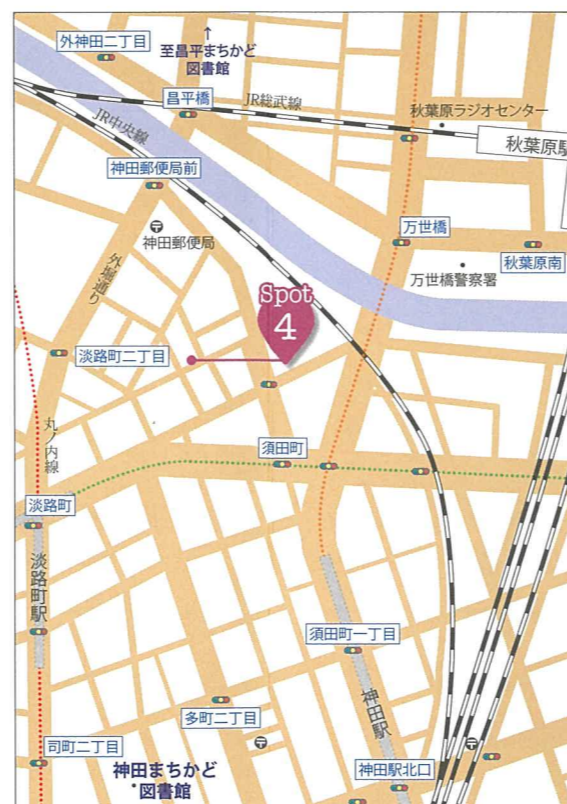 外神田二丁目
↑
至昌平まちかど
図書館
昌平橋
JR総武線
秋葉原ラジオセンター
JR中央線
秋葉原駅
神田郵便局前
神田郵便局
万世橋
秋葉原南
外堀通り
万世橋警察署
Spot
4
淡路町二丁目
丸ノ内線
須田町
淡路町
淡路町駅
須田町一丁目
神田駅
多町二丁目
司町二丁目
神田まちかど
図書館
神田駅北口